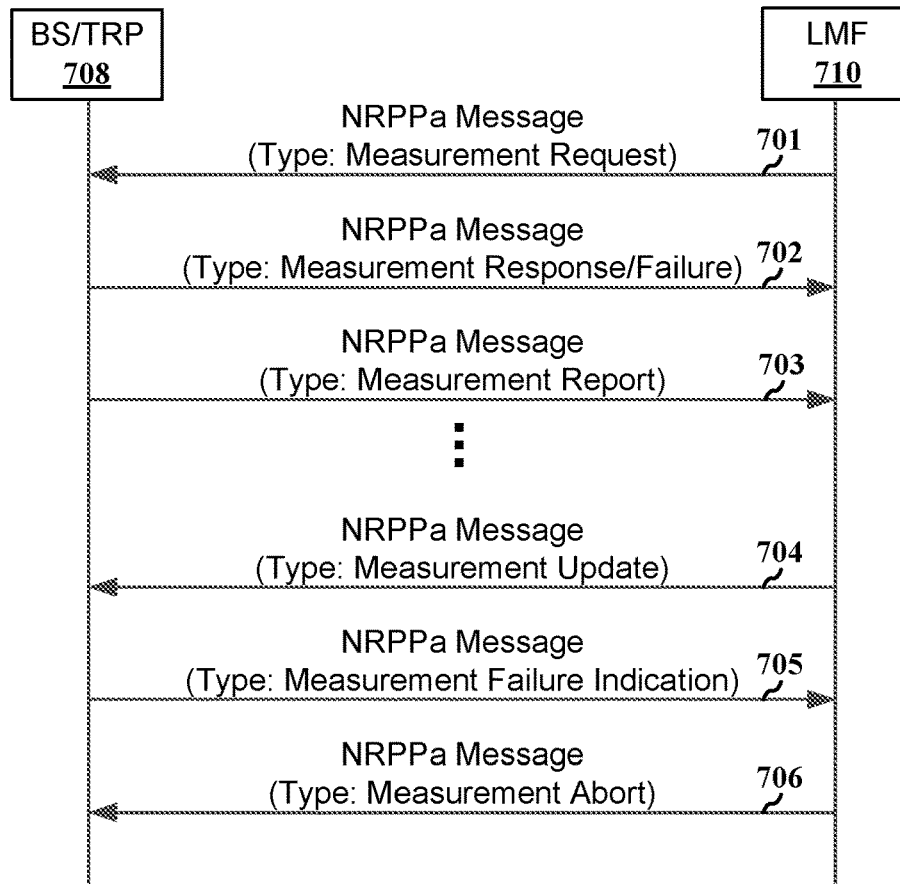 BS/TRP
708
LMF
710
NRPPa Message
(Type: Measurement Request)
701
NRPPa Message
(Type: Measurement Response/Failure)
702
NRPPa Message
(Type: Measurement Report)
703
NRPPa Message
(Type: Measurement Update)
704
NRPPa Message
(Type: Measurement Failure Indication)
705
NRPPa Message
(Type: Measurement Abort)
706